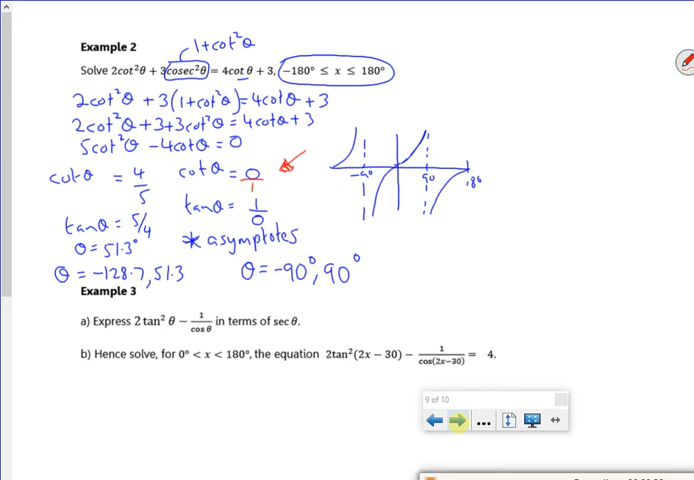 Example 2
1+cot²θ
Solve 2cot²θ + 3cosec²θ = 4cot θ + 3, −180° ≤ x ≤ 180°
2cot²θ + 3(1+cot²θ) = 4cotθ + 3
2cot²θ + 3 + 3cot²θ = 4cotθ + 3
5cot²θ − 4cotθ = 0
cotθ = 4/5
cotθ = 0/1
tanθ = 5/4
tanθ = 1/0
θ = 51.3°
* asymptotes
θ = −128.7, 51.3
θ = −90°, 90°
−90
90
180
Example 3
a) Express 2 tan² θ − 1/cos θ in terms of sec θ.
b) Hence solve, for 0° < x < 180°, the equation 2tan²(2x − 30) − 1/cos(2x−30) = 4.
9 of 10
...